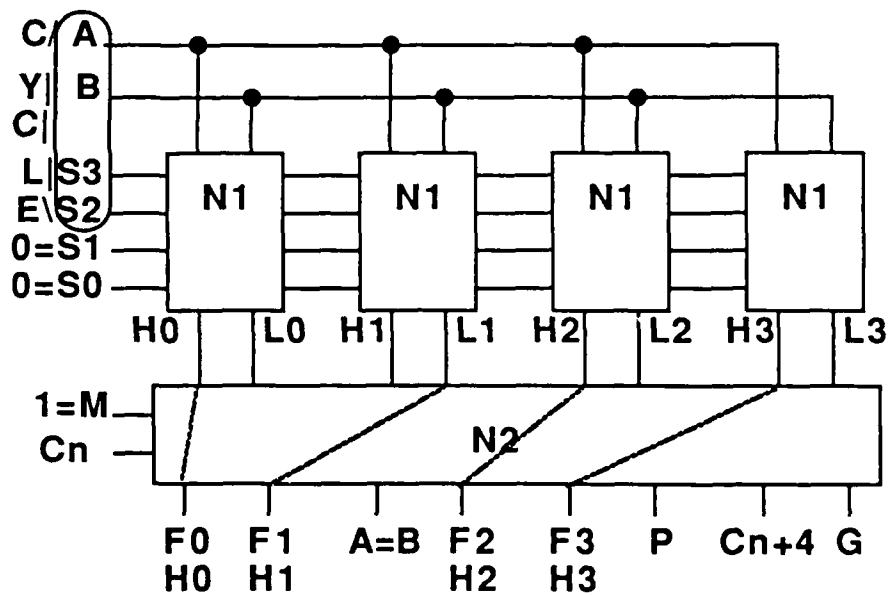 C/ A
Y| B
C|
L|S3
E\S2
0=S1
0=S0
N1 N1 N1 N1
H0 L0 H1 L1 H2 L2 H3 L3
1=M
N2
Cn
F0 F1 A=B F2 F3 P Cn+4 G
H0 H1 H2 H3